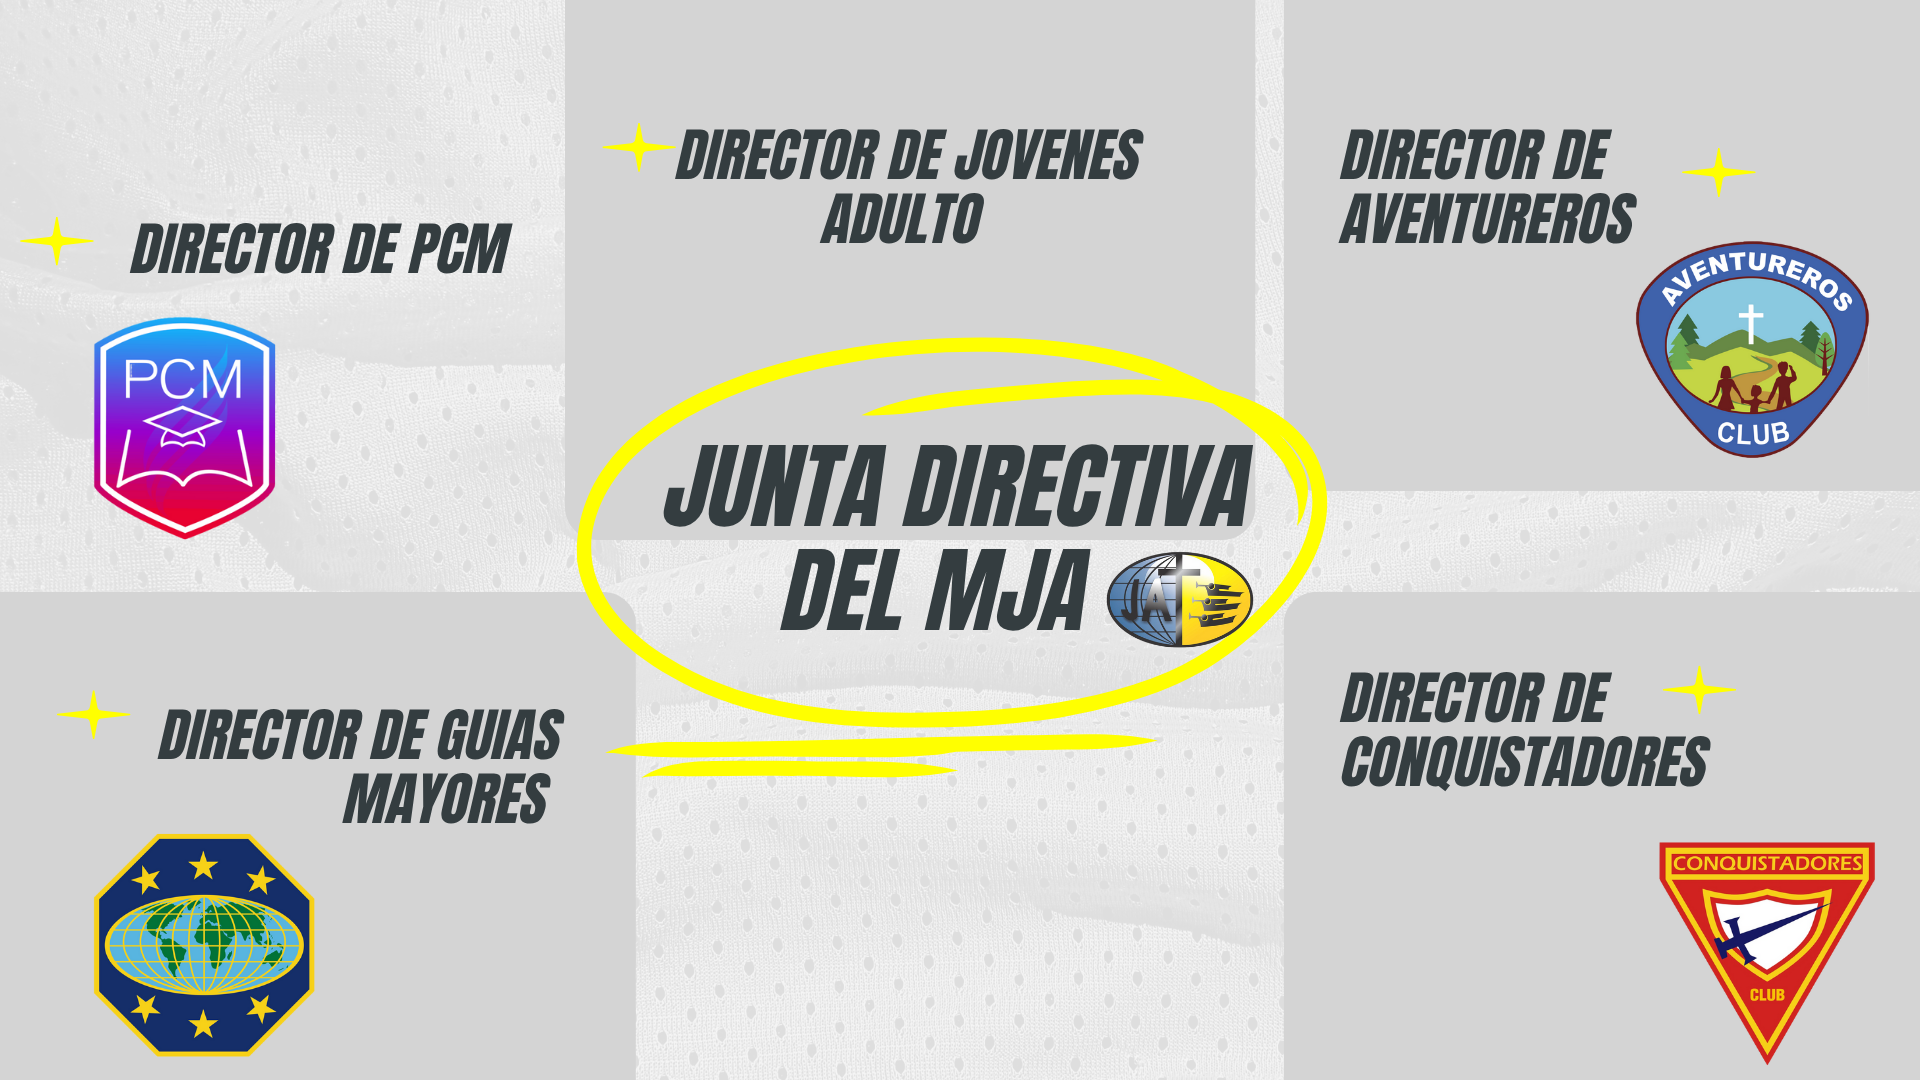 DIRECTOR DE PCM
PCM
DIRECTOR DE JOVENES
ADULTO
DIRECTOR DE
AVENTUREROS
AVENTUREROS
CLUB
JUNTA DIRECTIVA
DEL MJA
JA
DIRECTOR DE GUIAS
MAYORES
DIRECTOR DE
CONQUISTADORES
CONQUISTADORES
CLUB